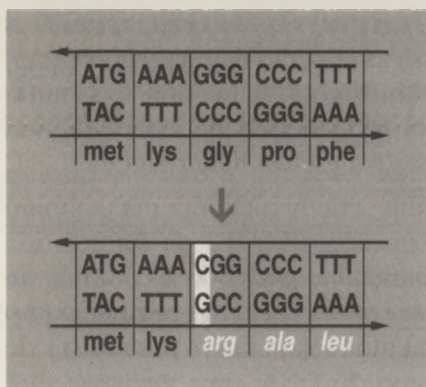 ATG AAA GGG CCC TTT
TAC TTT CCC GGG AAA
met lys gly pro phe
ATG AAA CGG CCC TTT
TAC TTT GCC GGG AAA
met lys arg ala leu